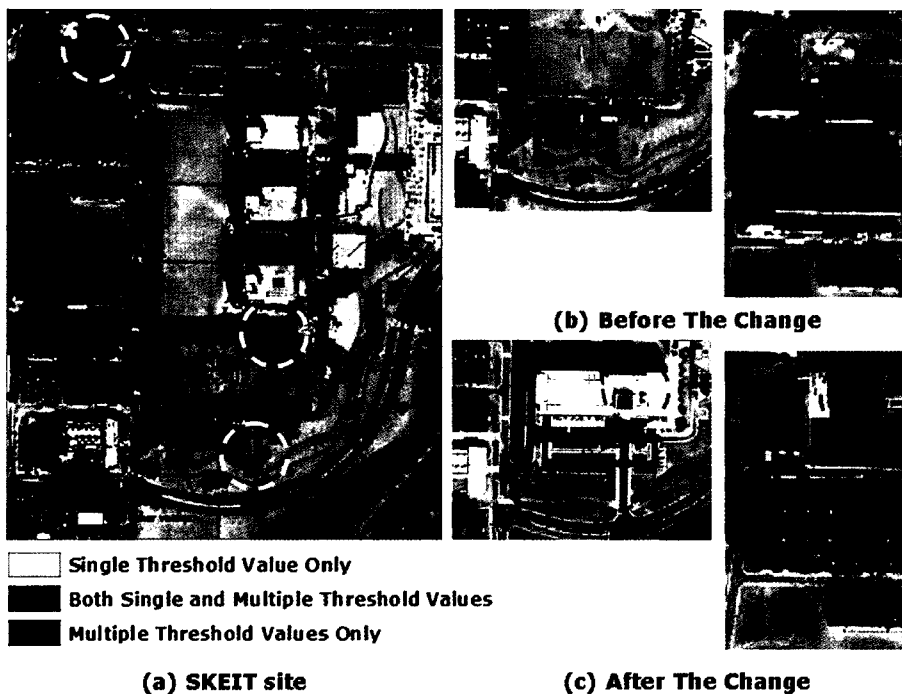 (b) Before The Change
Single Threshold Value Only
Both Single and Multiple Threshold Values
Multiple Threshold Values Only
(a) SKEIT site
(c) After The Change